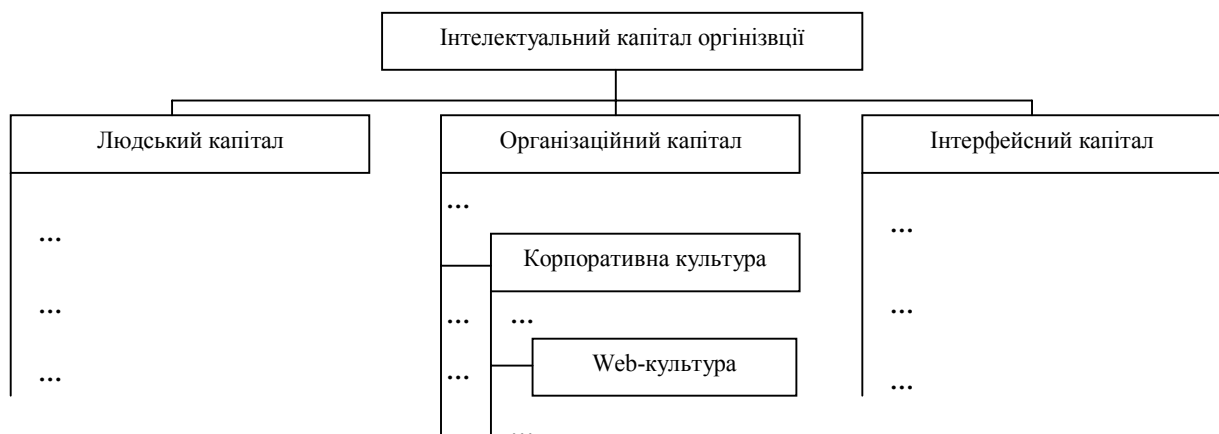 Інтелектуальний капітал оргінізвції
Людський капітал
Організаційний капітал
Інтерфейсний капітал
...
...
...
...
Корпоративна культура
... ...
Web-культура
...
...
...
...
...
...